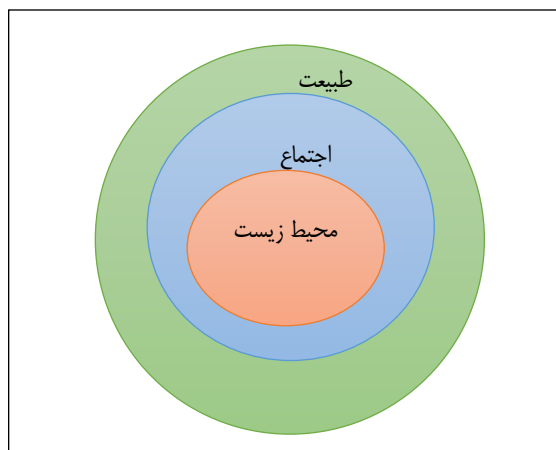 طبیعت
اجتماع
محیط زیست